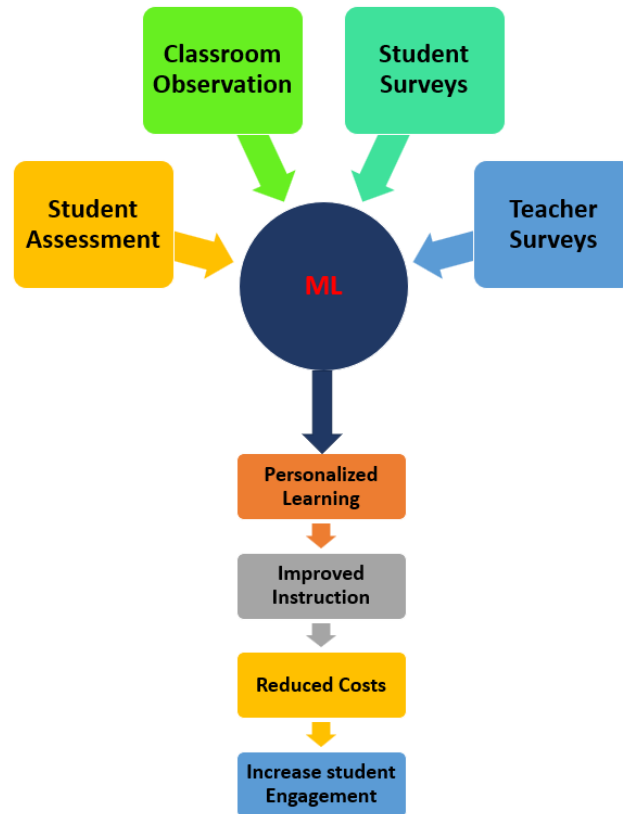 Classroom
Observation
Student
Surveys
Student
Assessment
Teacher
Surveys
ML
Personalized
Learning
Improved
Instruction
Reduced Costs
Increase student
Engagement